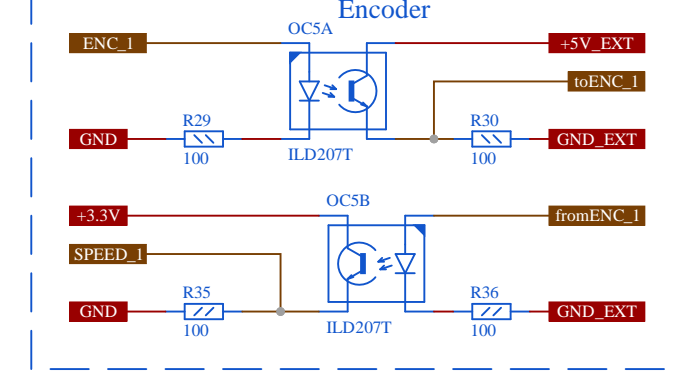 Encoder
OC5A
ENC_1
+5V_EXT
toENC_1
R29
R30
GND
GND_EXT
100
ILD207T
100
OC5B
+3.3V
fromENC_1
SPEED_1
R35
R36
GND
GND_EXT
100
ILD207T
100